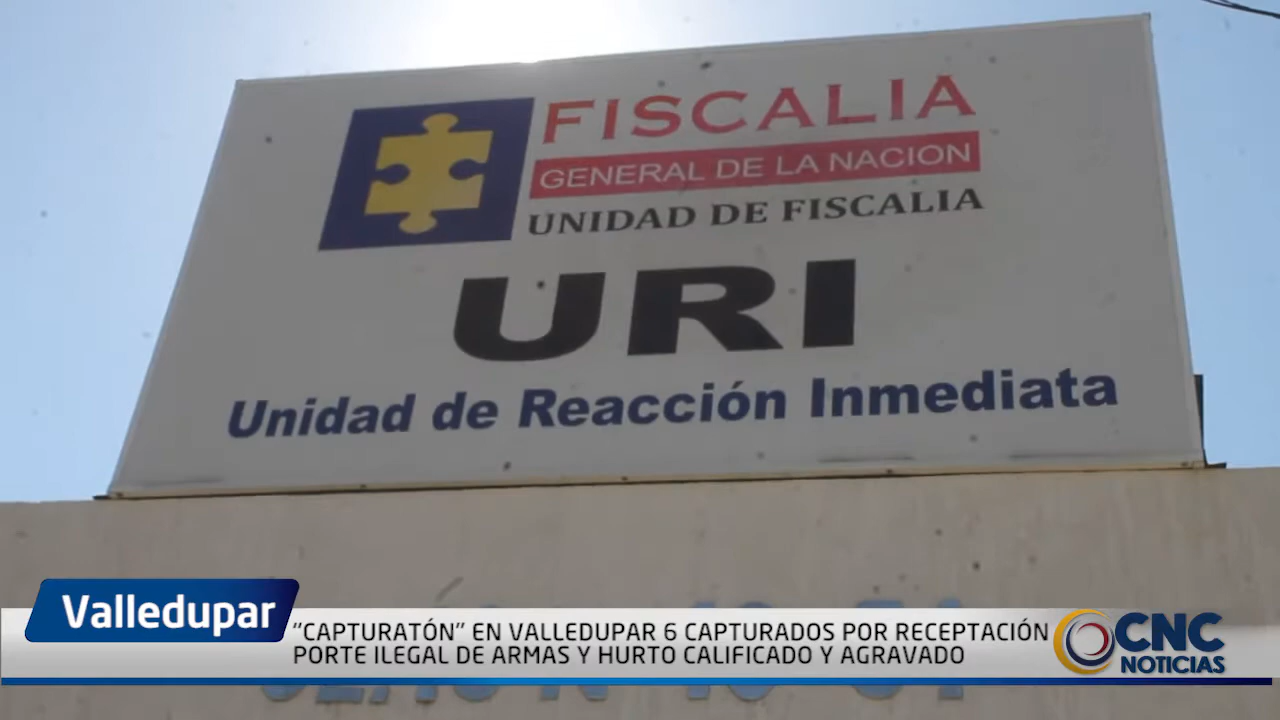 FISCALIA
GENERAL DE LA NACION
UNIDAD DE FISCALIA
URI
Unidad de Reacción Inmediata
Valledupar
“CAPTURATÓN” EN VALLEDUPAR 6 CAPTURADOS POR RECEPTACIÓN
PORTE ILEGAL DE ARMAS Y HURTO CALIFICADO Y AGRAVADO
CNC
NOTICIAS